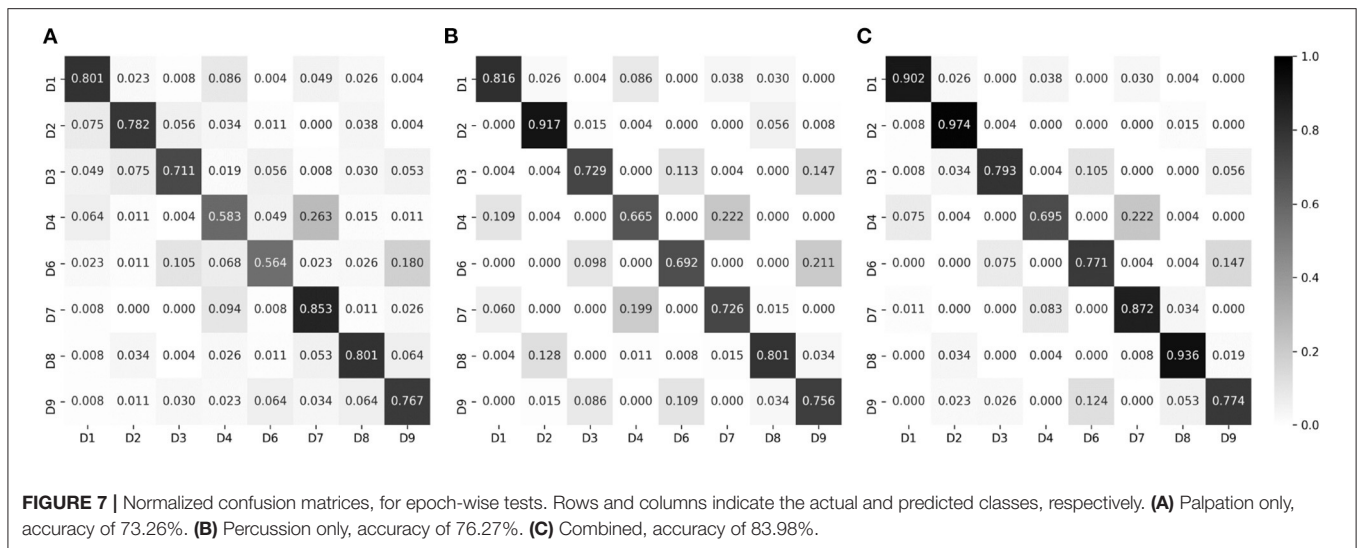 A B C
D1 0.801 0.023 0.008 0.086 0.004 0.049 0.026 0.004
D2 0.075 0.782 0.056 0.034 0.011 0.000 0.038 0.004
D3 0.049 0.075 0.711 0.019 0.056 0.008 0.030 0.053
D4 0.064 0.011 0.004 0.583 0.049 0.263 0.015 0.011
D6 0.023 0.011 0.105 0.068 0.564 0.023 0.026 0.180
D7 0.008 0.000 0.000 0.094 0.008 0.853 0.011 0.026
D8 0.008 0.034 0.004 0.026 0.011 0.053 0.801 0.064
D9 0.008 0.011 0.030 0.023 0.064 0.034 0.064 0.767
D1 D2 D3 D4 D6 D7 D8 D9
D1 0.816 0.026 0.004 0.086 0.000 0.038 0.030 0.000
D2 0.000 0.917 0.015 0.004 0.000 0.000 0.056 0.008
D3 0.004 0.004 0.729 0.000 0.113 0.004 0.000 0.147
D4 0.109 0.004 0.000 0.665 0.000 0.222 0.000 0.000
D6 0.000 0.000 0.098 0.000 0.692 0.000 0.000 0.211
D7 0.060 0.000 0.000 0.199 0.000 0.726 0.015 0.000
D8 0.004 0.128 0.000 0.011 0.008 0.015 0.801 0.034
D9 0.000 0.015 0.086 0.000 0.109 0.000 0.034 0.756
D1 D2 D3 D4 D6 D7 D8 D9
D1 0.902 0.026 0.000 0.038 0.000 0.030 0.004 0.000
D2 0.008 0.974 0.004 0.000 0.000 0.000 0.015 0.000
D3 0.008 0.034 0.793 0.004 0.105 0.000 0.000 0.056
D4 0.075 0.004 0.000 0.695 0.000 0.222 0.004 0.000
D6 0.000 0.000 0.075 0.000 0.771 0.004 0.004 0.147
D7 0.011 0.000 0.000 0.083 0.000 0.872 0.034 0.000
D8 0.000 0.034 0.000 0.004 0.000 0.008 0.936 0.019
D9 0.000 0.023 0.026 0.000 0.124 0.000 0.053 0.774
D1 D2 D3 D4 D6 D7 D8 D9
1.0
0.8
0.6
0.4
0.2
0.0
FIGURE 7 | Normalized confusion matrices, for epoch-wise tests. Rows and columns indicate the actual and predicted classes, respectively. (A) Palpation only,
accuracy of 73.26%. (B) Percussion only, accuracy of 76.27%. (C) Combined, accuracy of 83.98%.